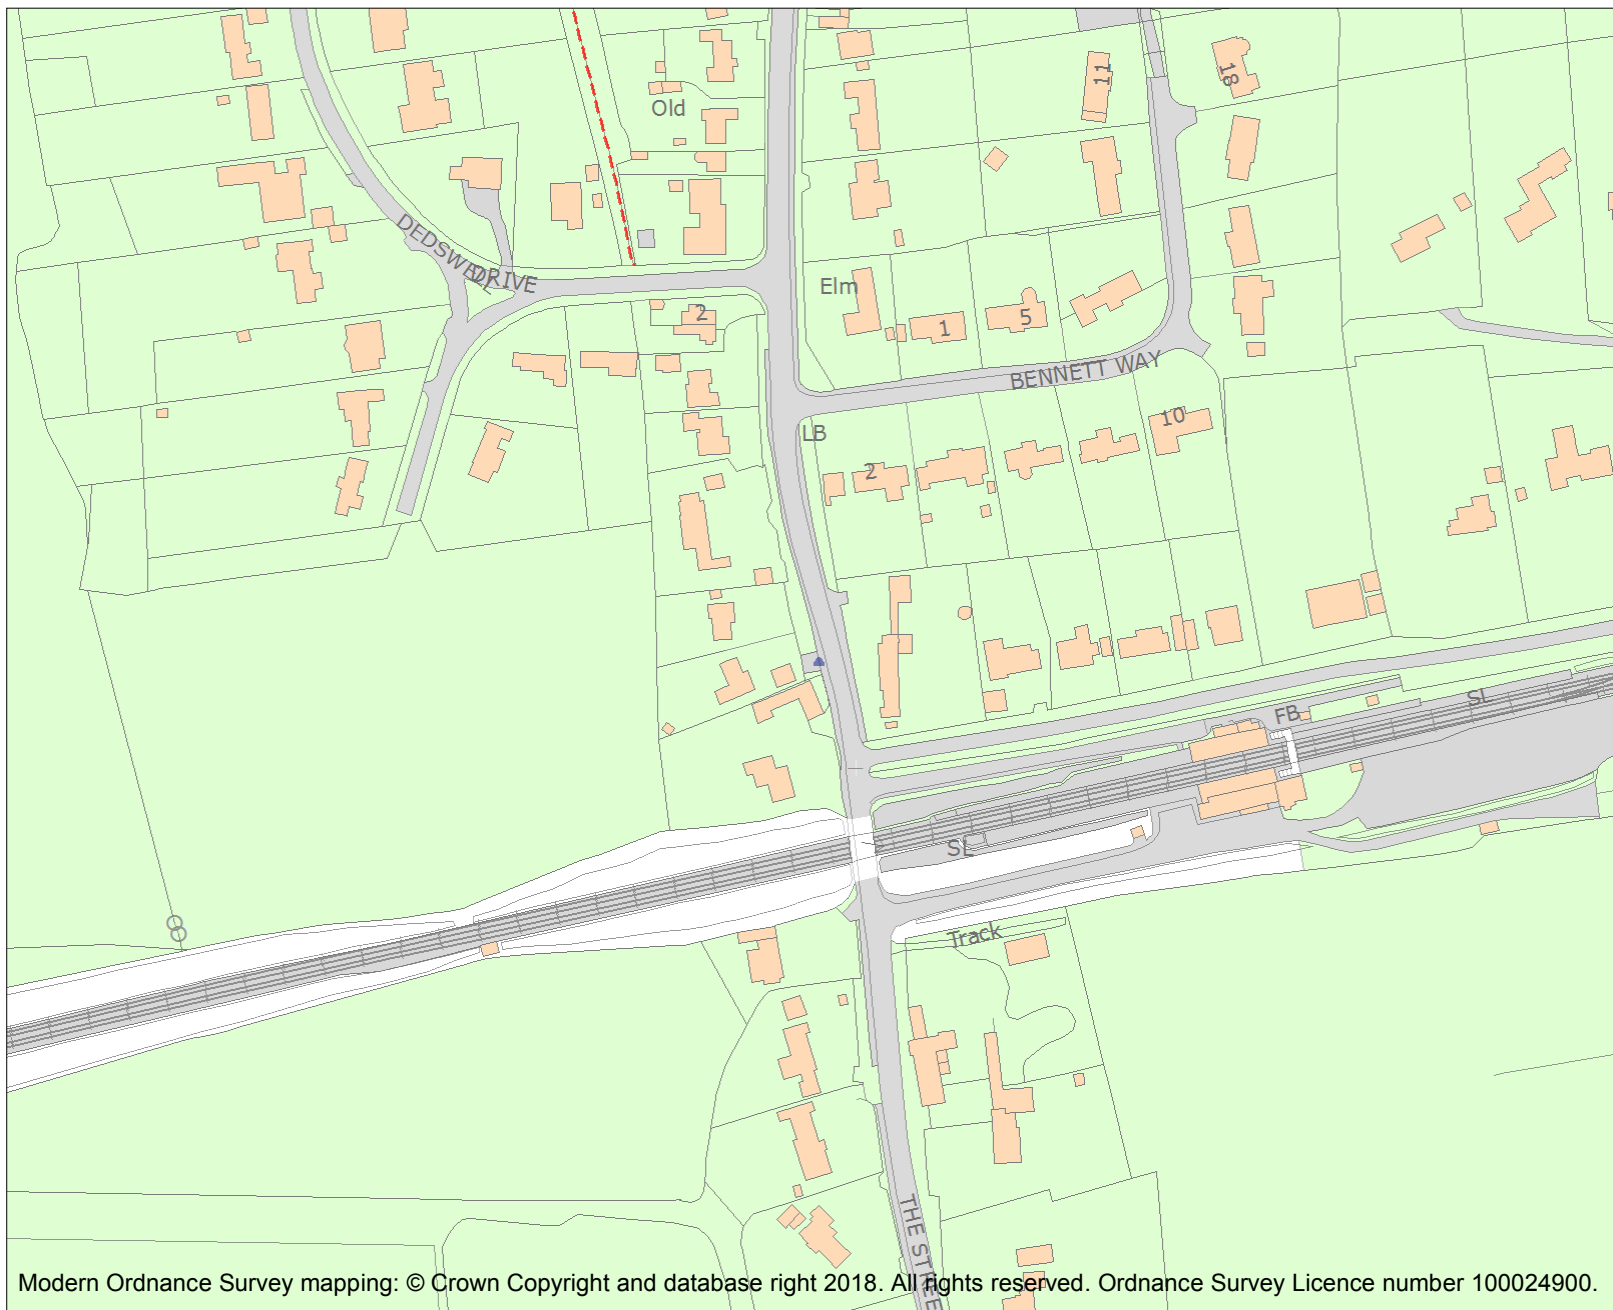 11
18
Old
DEDSWELL
DRIVE
Elm
2
1
5
BENNETT WAY
LB
10
2
SL
FB
SL
Track
THE STREE
Modern Ordnance Survey mapping: © Crown Copyright and database right 2018. All rights reserved. Ordnance Survey Licence number 100024900.